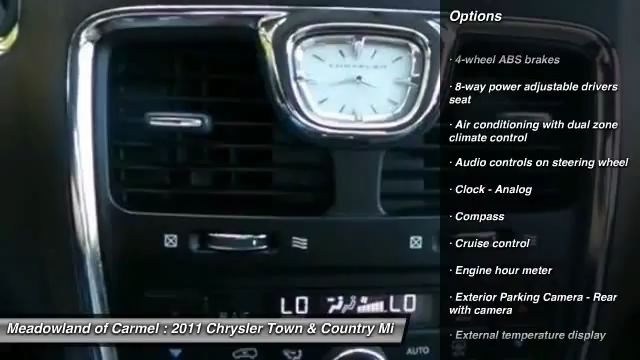 Options
· 4-wheel ABS brakes
· 8-way power adjustable drivers
seat
· Air conditioning with dual zone
climate control
· Audio controls on steering wheel
· Clock - Analog
· Compass
· Cruise control
· Engine hour meter
· Exterior Parking Camera - Rear
with camera
· External temperature display
CHRYSLER
LO LO
AUTO
Meadowland of Carmel : 2011 Chrysler Town & Country Mi